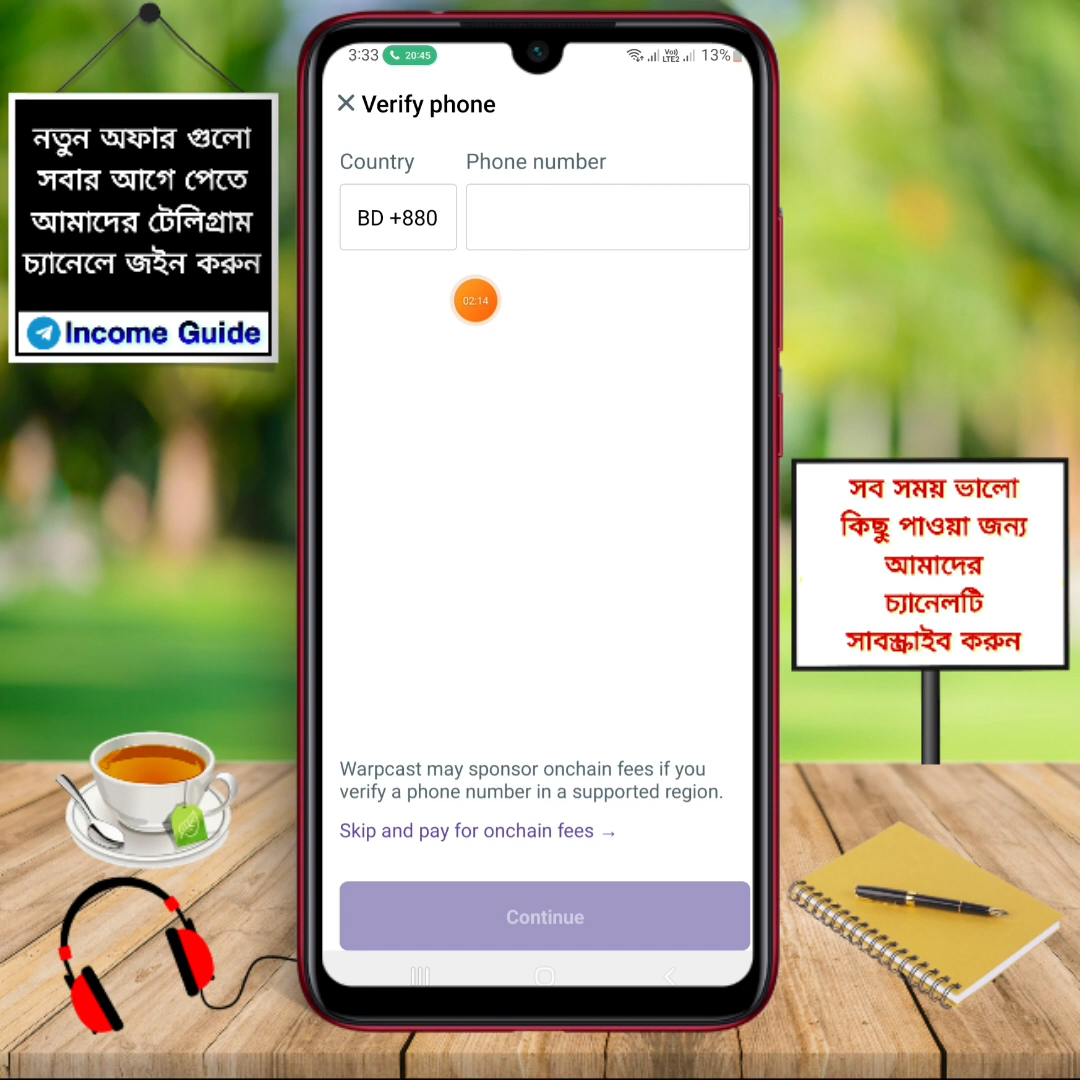 নতুন অফার গুলো
সবার আগে পেতে
আমাদের টেলিগ্রাম
চ্যানেলে জইন করুন
Income Guide
3:33
20:45
Vo))
LTE2
13%
Verify phone
Country
Phone number
BD +880
02:14
সব সময় ভালো
কিছু পাওয়া জন্য
আমাদের
চ্যানেলটি
সাবস্ক্রাইব করুন
Warpcast may sponsor onchain fees if you
verify a phone number in a supported region.
Skip and pay for onchain fees →
Continue